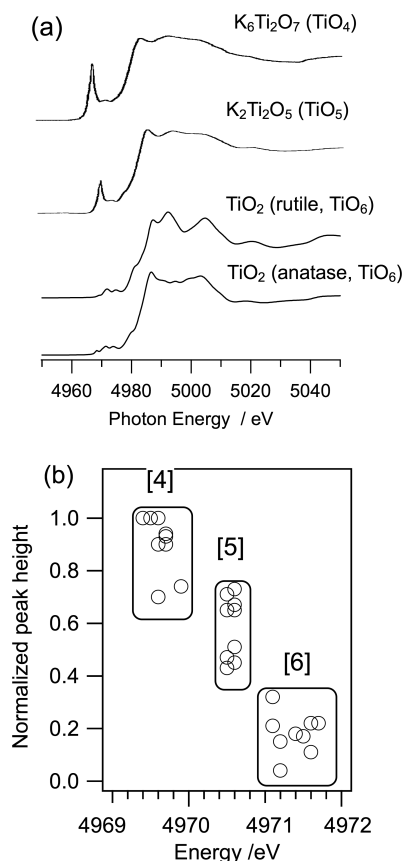 (a)
K₆Ti₂O₇ (TiO₄)
K₂Ti₂O₅ (TiO₅)
TiO₂ (rutile, TiO₆)
TiO₂ (anatase, TiO₆)
4960 4980 5000 5020 5040
Photon Energy / eV
(b)
[4]
[5]
[6]
Normalized peak height
1.0
0.8
0.6
0.4
0.2
0.0
4969 4970 4971 4972
Energy /eV